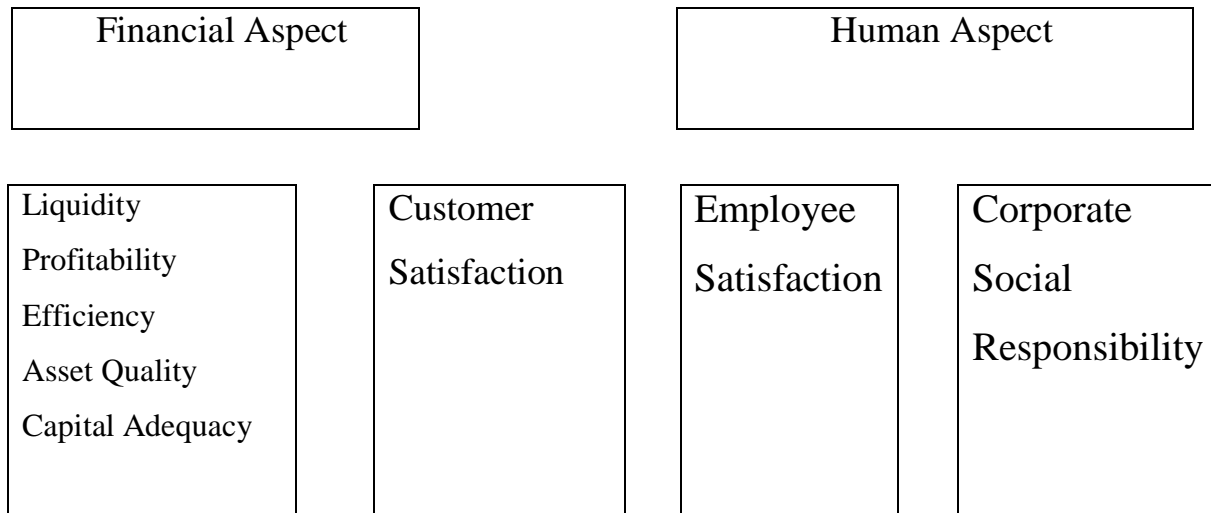 Financial Aspect
Human Aspect
Liquidity
Profitability
Efficiency
Asset Quality
Capital Adequacy
Customer
Satisfaction
Employee
Satisfaction
Corporate
Social
Responsibility